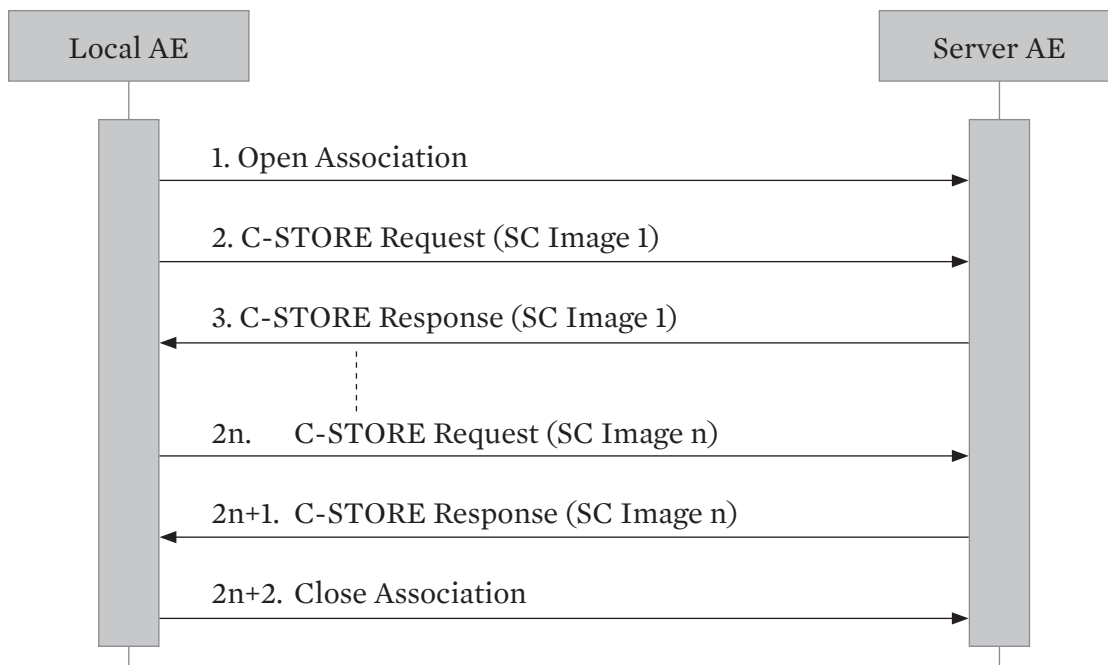 Local AE
Server AE
1. Open Association
2. C-STORE Request (SC Image 1)
3. C-STORE Response (SC Image 1)
2n. C-STORE Request (SC Image n)
2n+1. C-STORE Response (SC Image n)
2n+2. Close Association